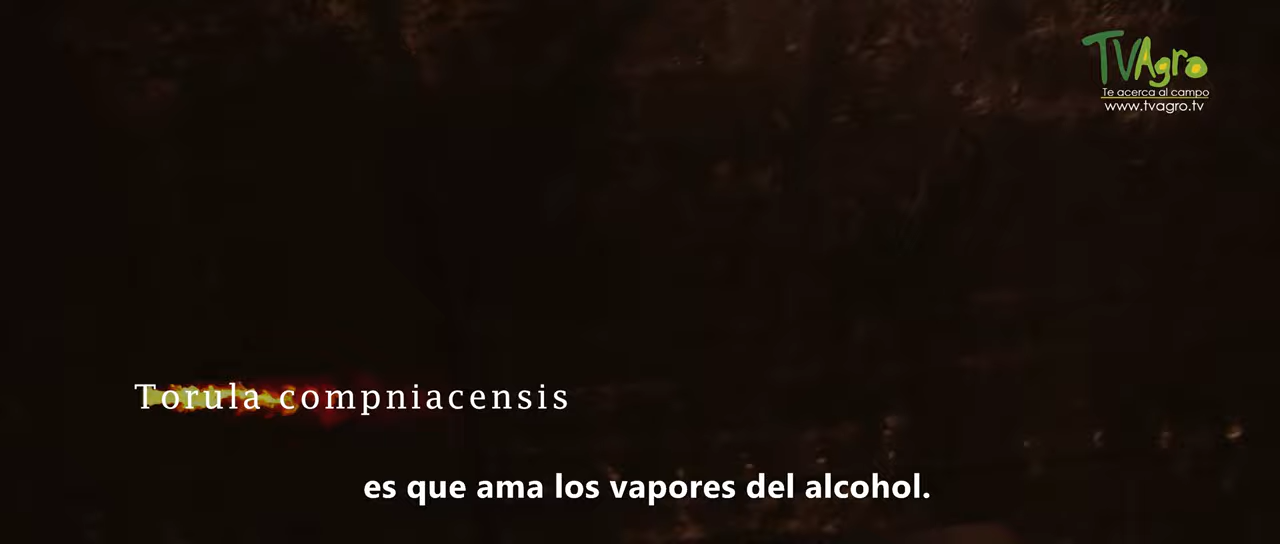 TVAgro
Te acerca al campo
www.tvagro.tv
Torula compniacensis
es que ama los vapores del alcohol.